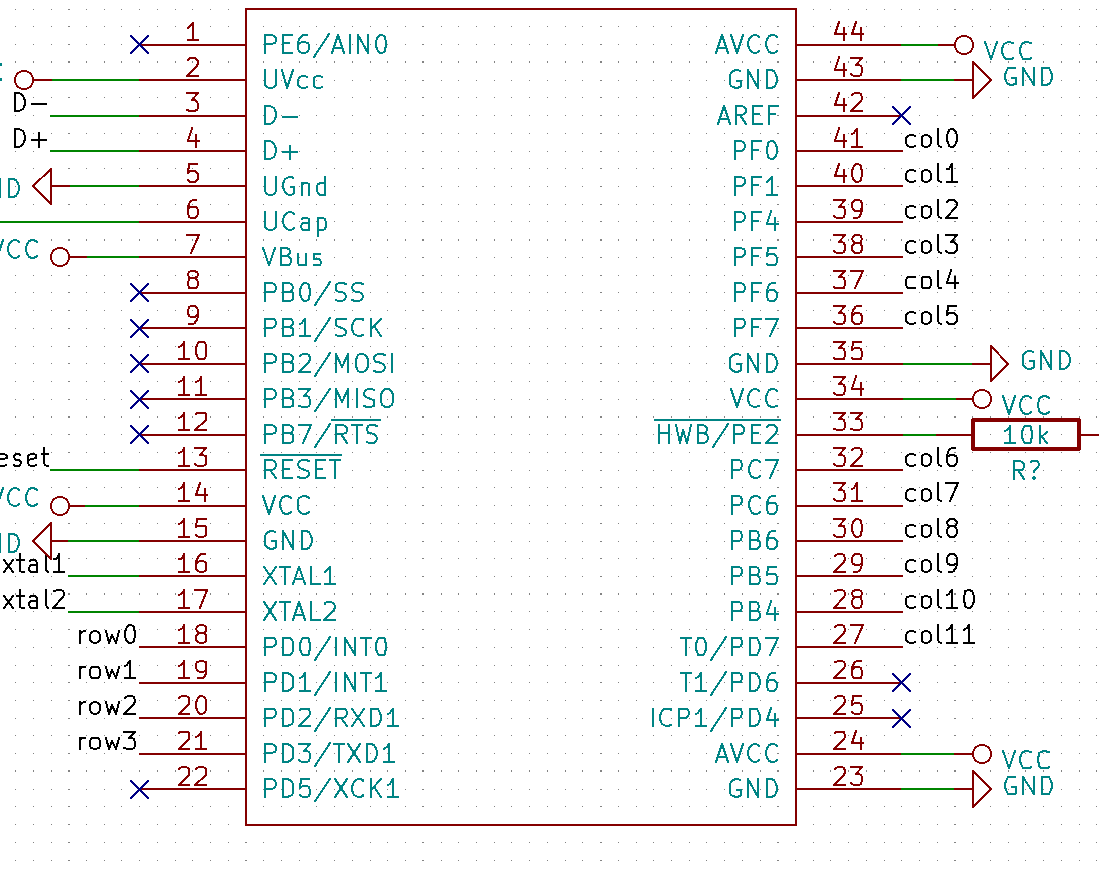 1 PE6/AIN0 AVCC 44 VCC
2 UVcc GND 43 GND
D- 3 D- AREF 42
D+ 4 D+ PF0 41 col0
5 UGnd PF1 40 col1
6 UCap PF4 39 col2
VCC 7 VBus PF5 38 col3
8 PB0/SS PF6 37 col4
9 PB1/SCK PF7 36 col5
10 PB2/MOSI GND 35 GND
11 PB3/MISO VCC 34 VCC
12 PB7/RTS HWB/PE2 33 10k
eset 13 RESET PC7 32 col6 R?
VCC 14 VCC PC6 31 col7
15 GND PB6 30 col8
xtal1 16 XTAL1 PB5 29 col9
xtal2 17 XTAL2 PB4 28 col10
row0 18 PD0/INT0 T0/PD7 27 col11
row1 19 PD1/INT1 T1/PD6 26
row2 20 PD2/RXD1 ICP1/PD4 25
row3 21 PD3/TXD1 AVCC 24 VCC
22 PD5/XCK1 GND 23 GND